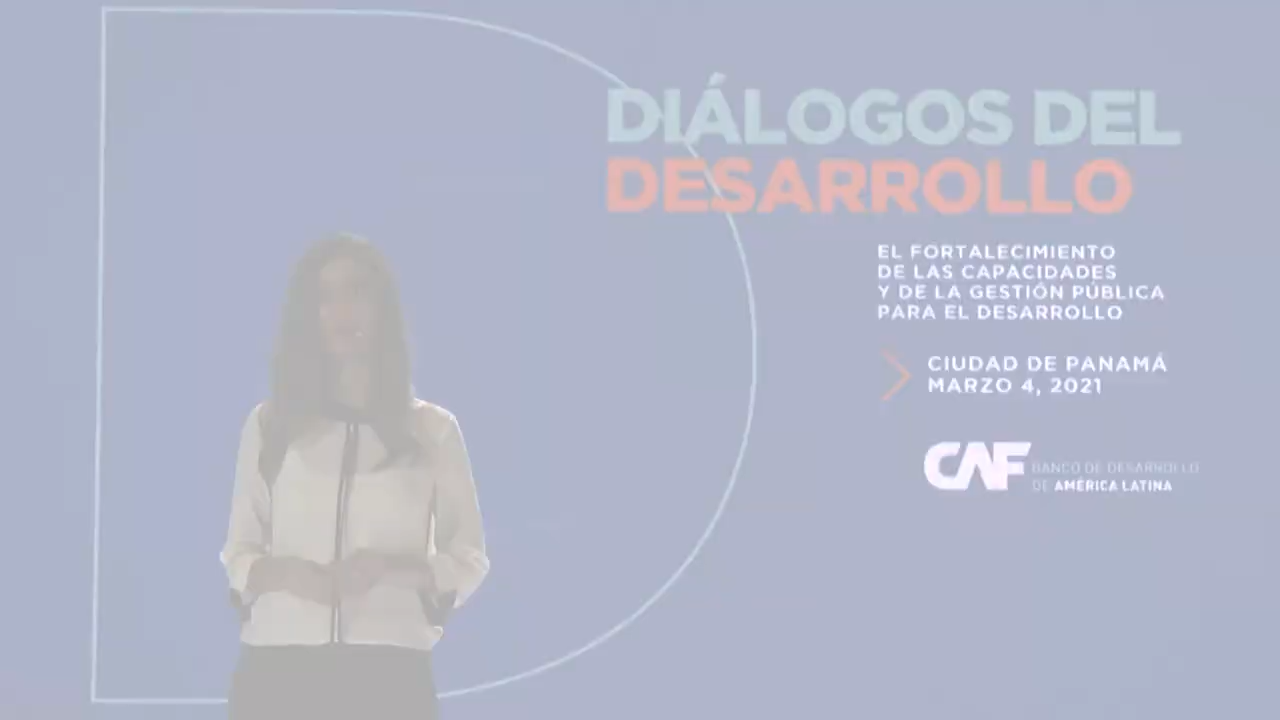 DIÁLOGOS DEL
DESARROLLO
EL FORTALECIMIENTO
DE LAS CAPACIDADES
Y DE LA GESTIÓN PÚBLICA
PARA EL DESARROLLO
CIUDAD DE PANAMÁ
MARZO 4, 2021
CAF BANCO DE DESARROLLO
DE AMÉRICA LATINA